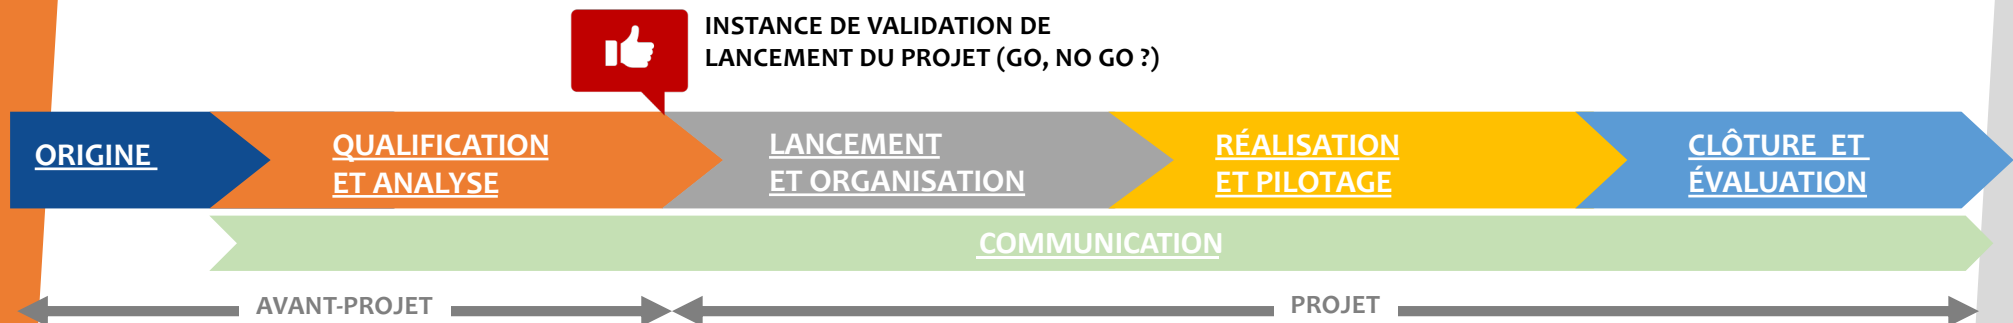 INSTANCE DE VALIDATION DE
LANCEMENT DU PROJET (GO, NO GO ?)
ORIGINE
QUALIFICATION
ET ANALYSE
LANCEMENT
ET ORGANISATION
RÉALISATION
ET PILOTAGE
CLÔTURE ET
ÉVALUATION
COMMUNICATION
AVANT-PROJET
PROJET